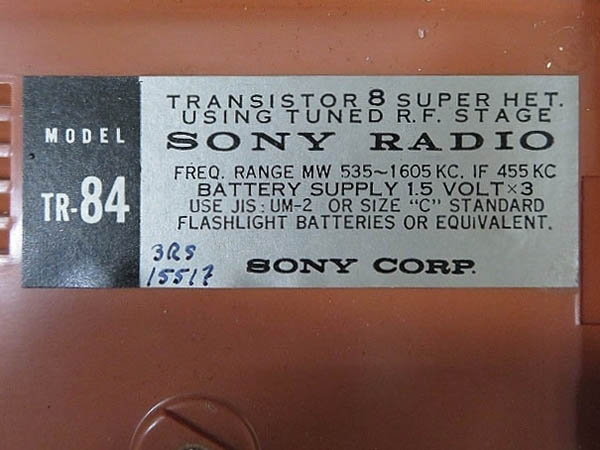 MODEL
TR-84
TRANSISTOR 8 SUPER HET.
USING TUNED R.F. STAGE
SONY RADIO
FREQ. RANGE MW 535~1605 KC. IF 455 KC
BATTERY SUPPLY 1.5 VOLT×3
USE JIS: UM-2 OR SIZE "C" STANDARD
FLASHLIGHT BATTERIES OR EQUIVALENT.
3RS
SONY CORP.